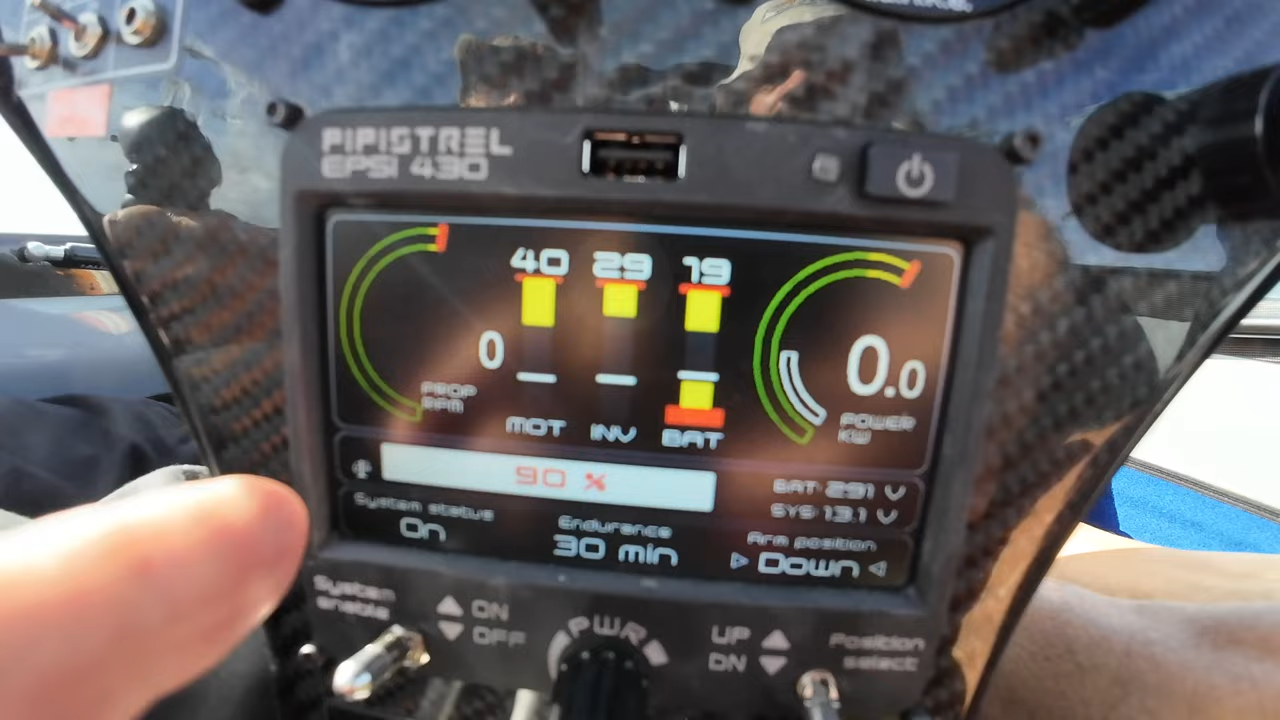 PIPISTREL
EPSI 430
40 29 19
0
0.0
PROP
RPM
POWER
KW
MOT INV BAT
90 %
BAT 291 V
SYS 13.1 V
System status
On
Endurance
30 min
Arm position
Down
System
enable
ON
OFF
PWR
UP
DN
Position
select